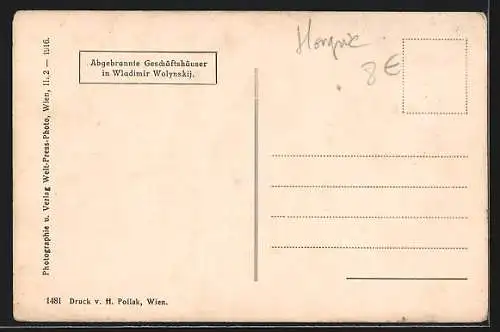 Abgebrannte Geschäftshäuser
in Wladimir Wolynskij.
8€
Photographie u. Verlag Welt-Press-Photo, Wien, II. 2 — 1916.
1481 Druck v. H. Pollak, Wien.